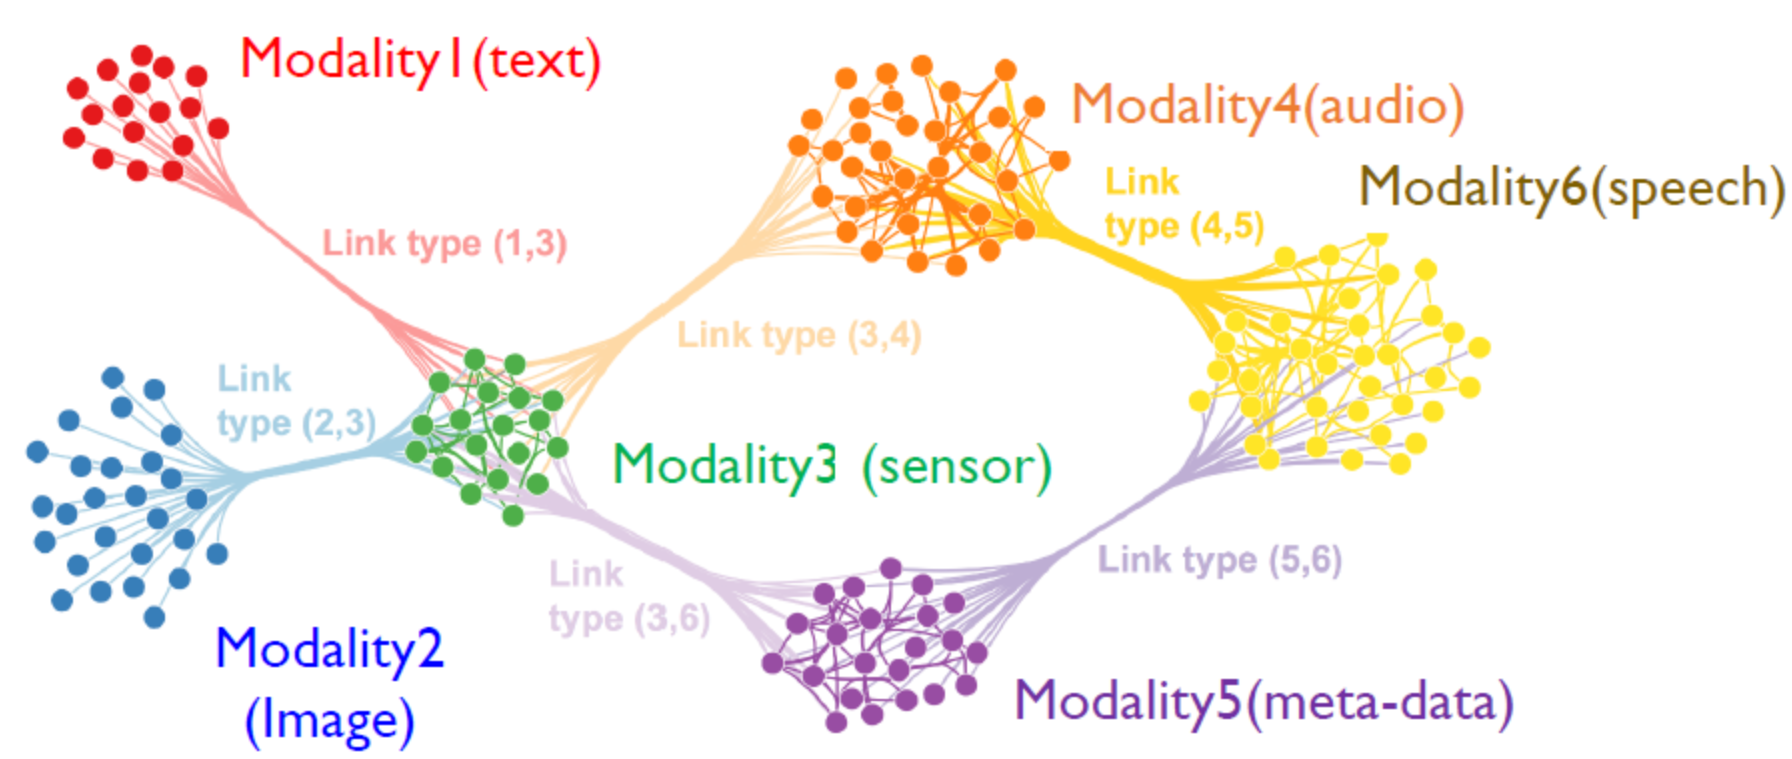 Modality1(text)
Modality4(audio)
Link
type (4,5)
Modality6(speech)
Link type (1,3)
Link type (3,4)
Link
type (2,3)
Modality3 (sensor)
Link
type (3,6)
Link type (5,6)
Modality2
(Image)
Modality5(meta-data)